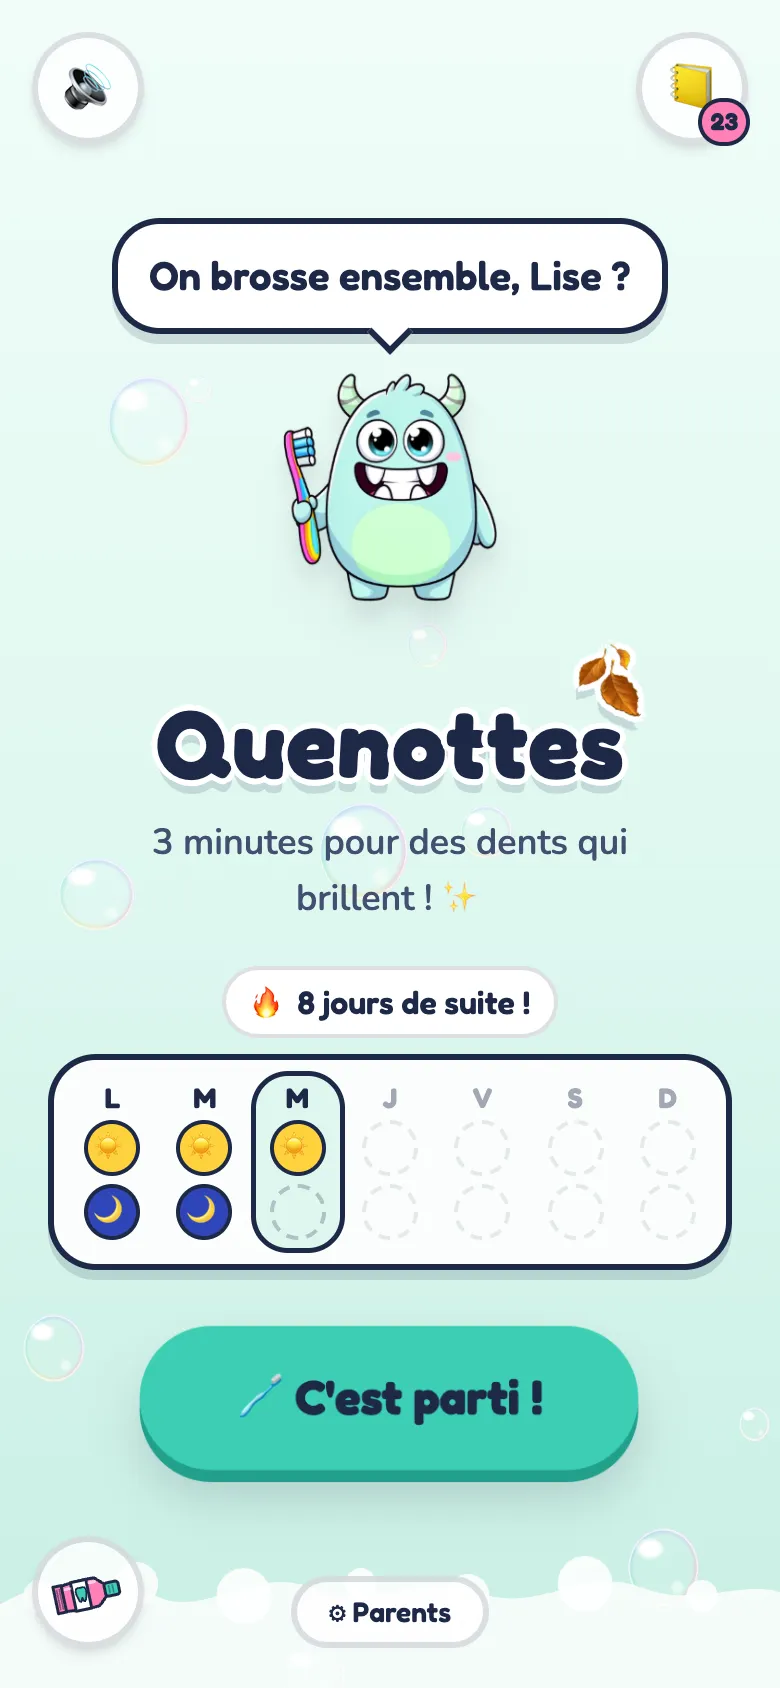 23
On brosse ensemble, Lise ?
Quenottes
3 minutes pour des dents qui
brillent ! ✨
🔥 8 jours de suite !
L M M J V S D
C'est parti !
⚙ Parents